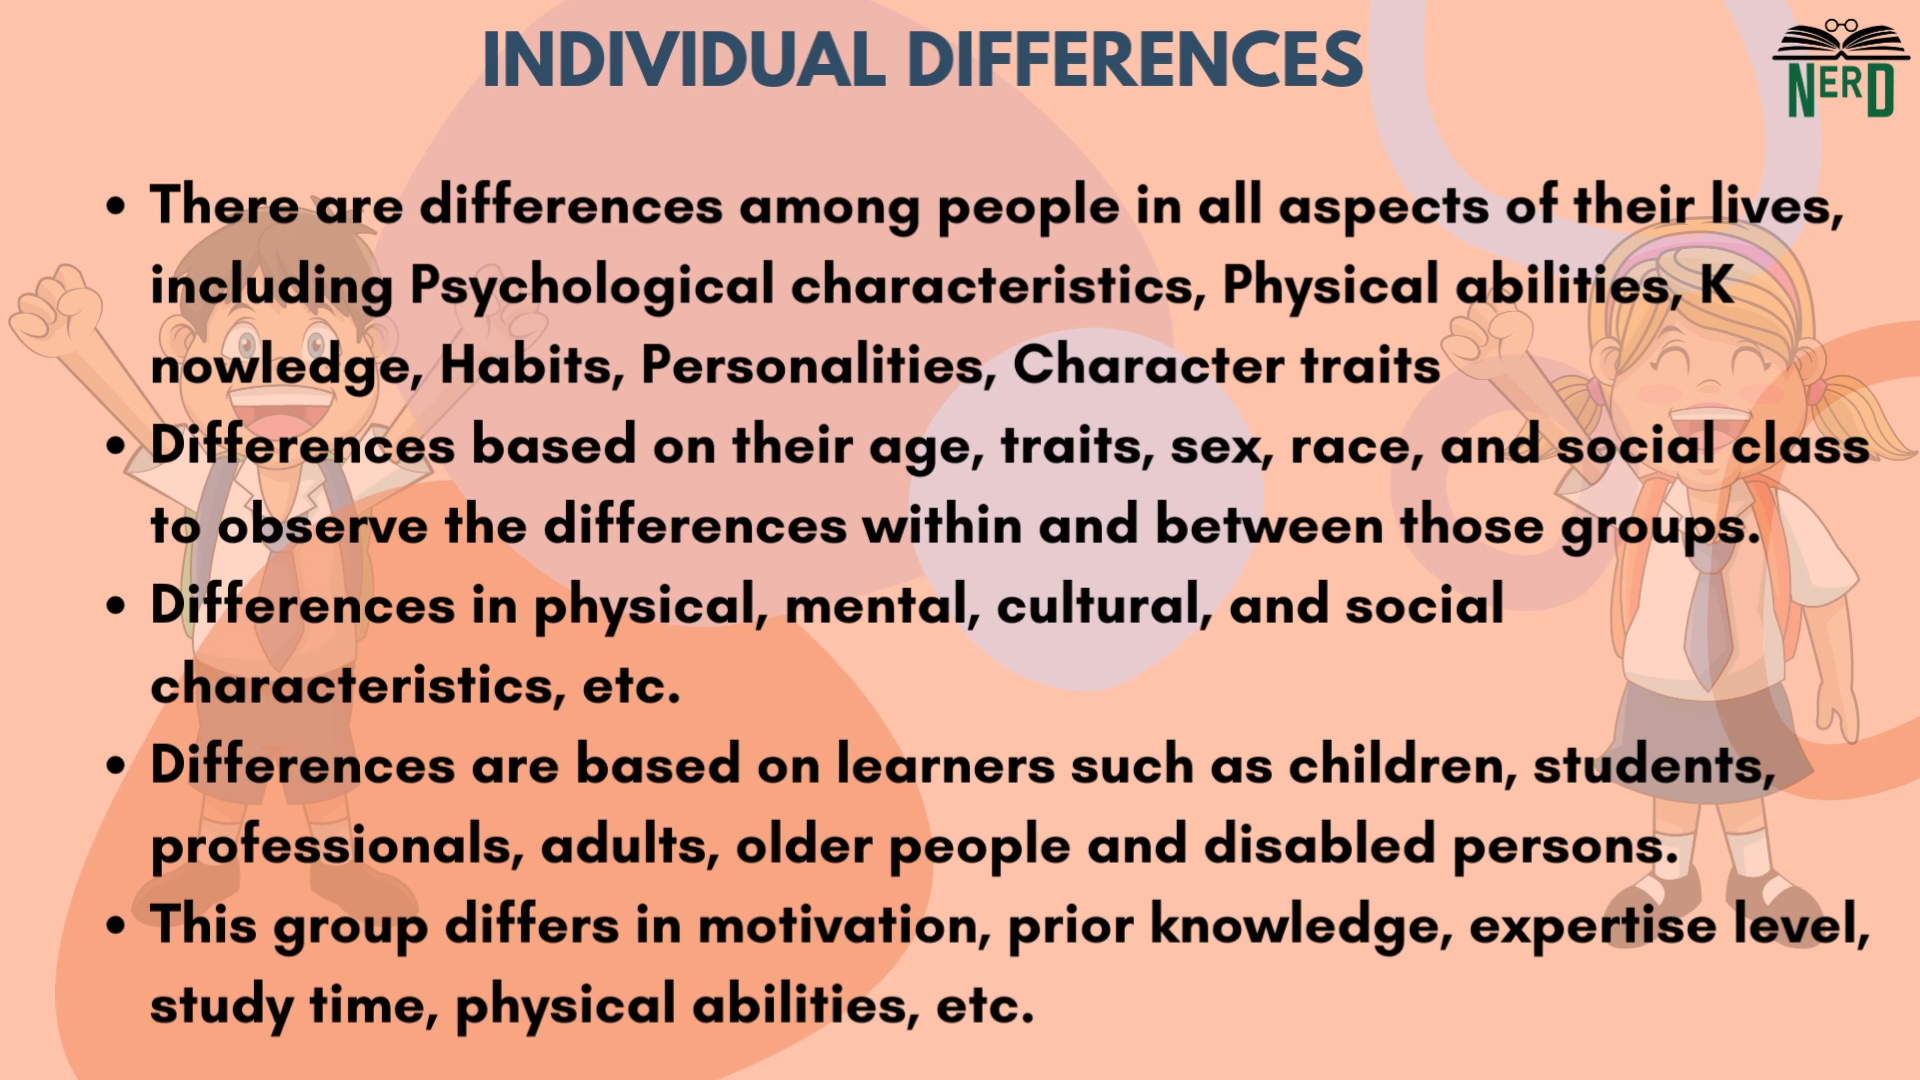 INDIVIDUAL DIFFERENCES
NERD
• There are differences among people in all aspects of their lives,
including Psychological characteristics, Physical abilities, K
nowledge, Habits, Personalities, Character traits
• Differences based on their age, traits, sex, race, and social class
to observe the differences within and between those groups.
• Differences in physical, mental, cultural, and social
characteristics, etc.
• Differences are based on learners such as children, students,
professionals, adults, older people and disabled persons.
• This group differs in motivation, prior knowledge, expertise level,
study time, physical abilities, etc.